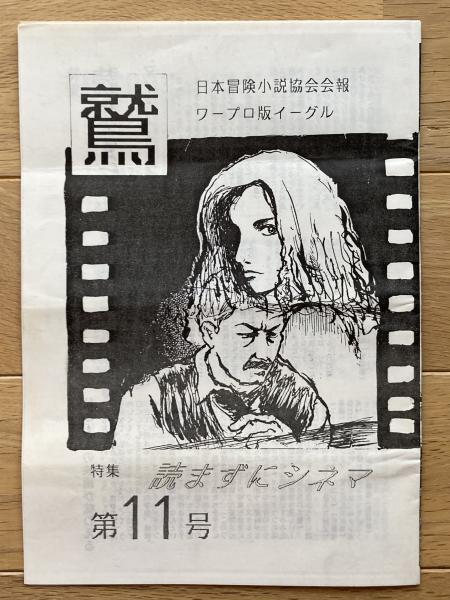 鷲
日本冒険小説協会会報
ワープロ版イーグル
特集 読まずにシネマ
第11号